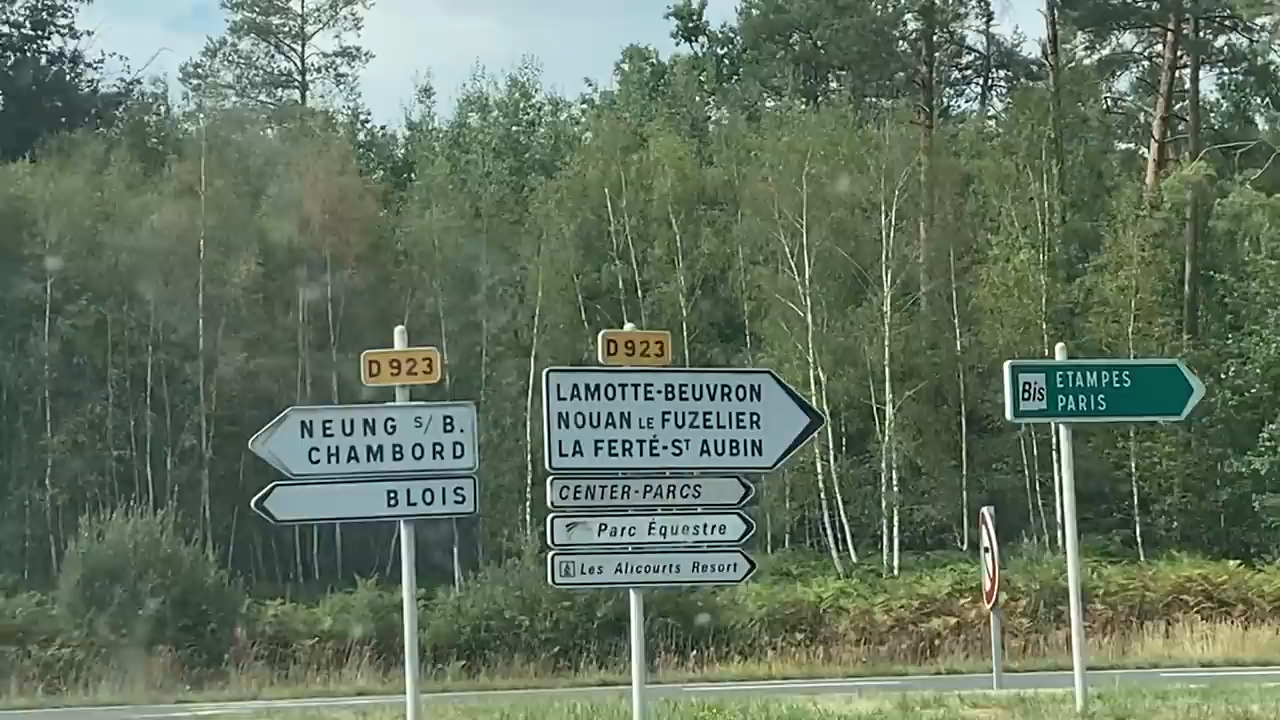 D 923
NEUNG S/ B.
CHAMBORD
BLOIS
D 923
LAMOTTE-BEUVRON
NOUAN LE FUZELIER
LA FERTÉ-ST AUBIN
CENTER-PARCS
Parc Équestre
Les Alicourts Resort
Bis ETAMPES
PARIS